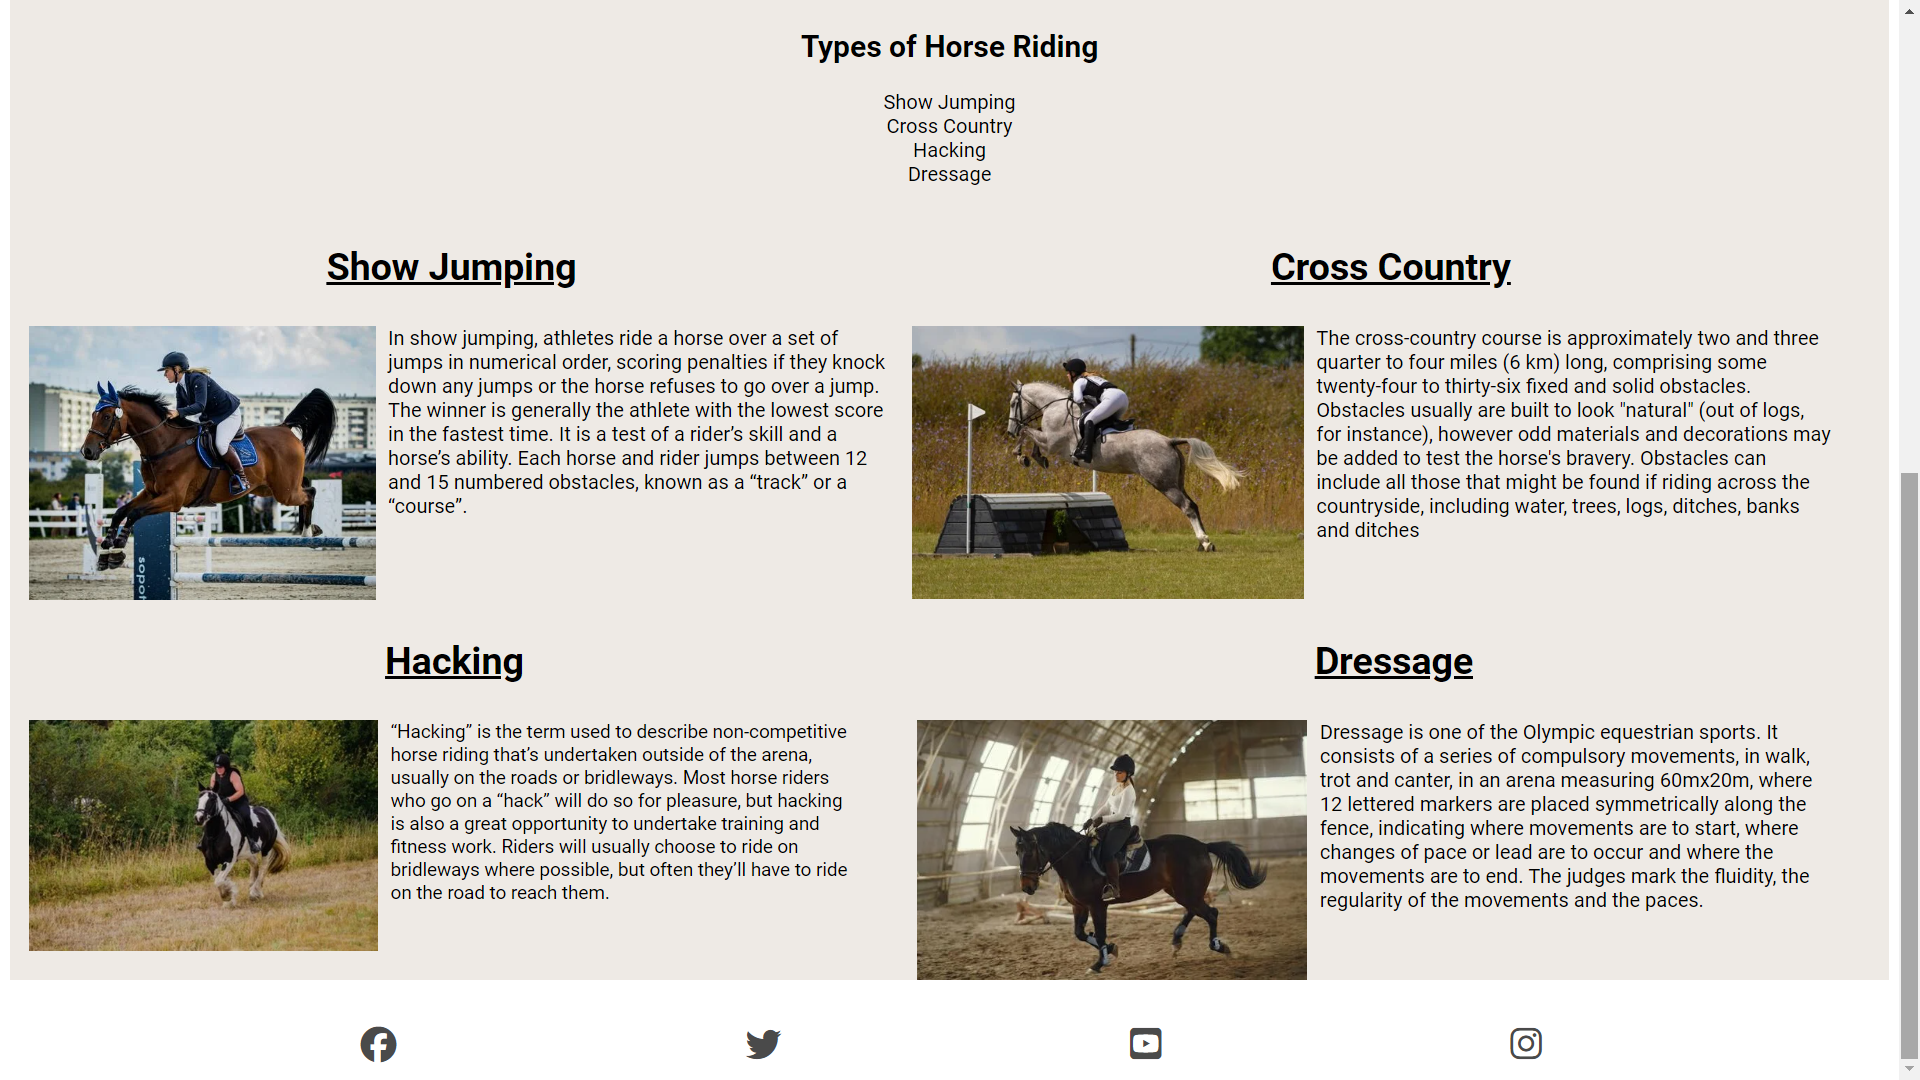 Types of Horse Riding
Show Jumping
Cross Country
Hacking
Dressage
Show Jumping
In show jumping, athletes ride a horse over a set of
jumps in numerical order, scoring penalties if they knock
down any jumps or the horse refuses to go over a jump.
The winner is generally the athlete with the lowest score
in the fastest time. It is a test of a rider’s skill and a
horse’s ability. Each horse and rider jumps between 12
and 15 numbered obstacles, known as a “track” or a
“course”.
sopot
Cross Country
The cross-country course is approximately two and three
quarter to four miles (6 km) long, comprising some
twenty-four to thirty-six fixed and solid obstacles.
Obstacles usually are built to look "natural" (out of logs,
for instance), however odd materials and decorations may
be added to test the horse's bravery. Obstacles can
include all those that might be found if riding across the
countryside, including water, trees, logs, ditches, banks
and ditches
Hacking
“Hacking” is the term used to describe non-competitive
horse riding that’s undertaken outside of the arena,
usually on the roads or bridleways. Most horse riders
who go on a “hack” will do so for pleasure, but hacking
is also a great opportunity to undertake training and
fitness work. Riders will usually choose to ride on
bridleways where possible, but often they’ll have to ride
on the road to reach them.
Dressage
Dressage is one of the Olympic equestrian sports. It
consists of a series of compulsory movements, in walk,
trot and canter, in an arena measuring 60mx20m, where
12 lettered markers are placed symmetrically along the
fence, indicating where movements are to start, where
changes of pace or lead are to occur and where the
movements are to end. The judges mark the fluidity, the
regularity of the movements and the paces.